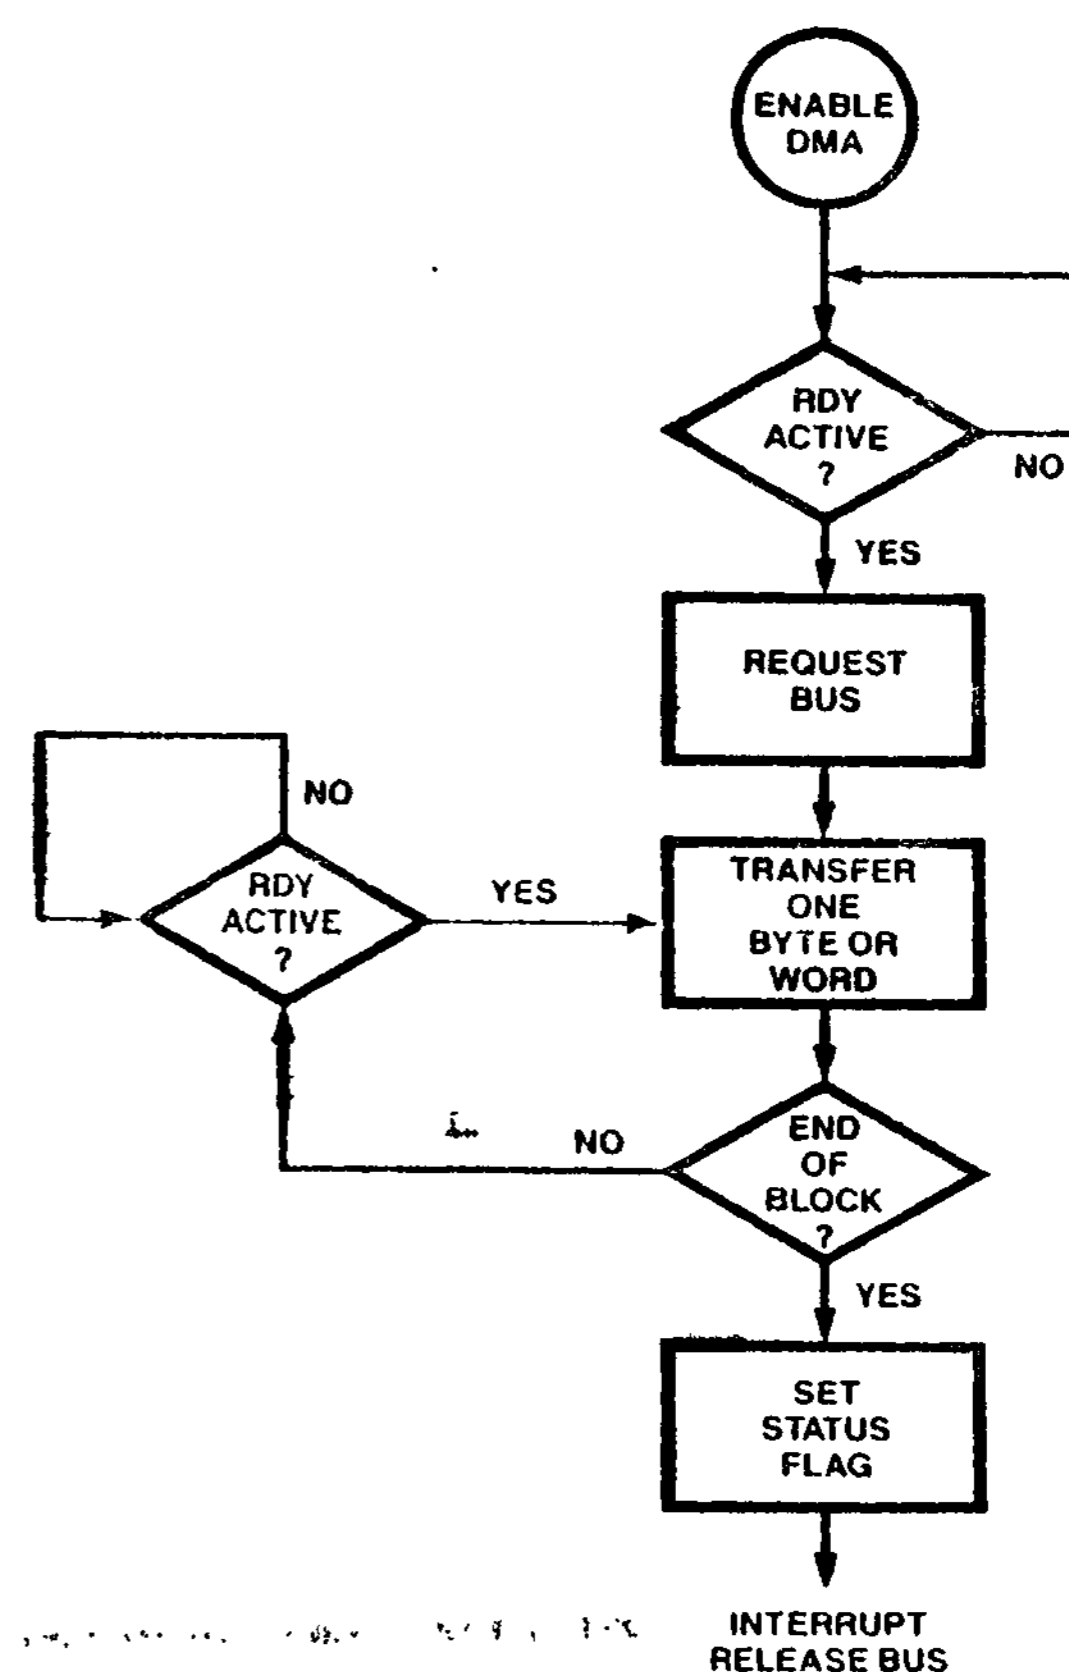 ENABLE
DMA
RDY
ACTIVE
?
NO
YES
REQUEST
BUS
NO
RDY
ACTIVE
?
YES
TRANSFER
ONE
BYTE OR
WORD
NO
END
OF
BLOCK
?
YES
SET
STATUS
FLAG
INTERRUPT
RELEASE BUS